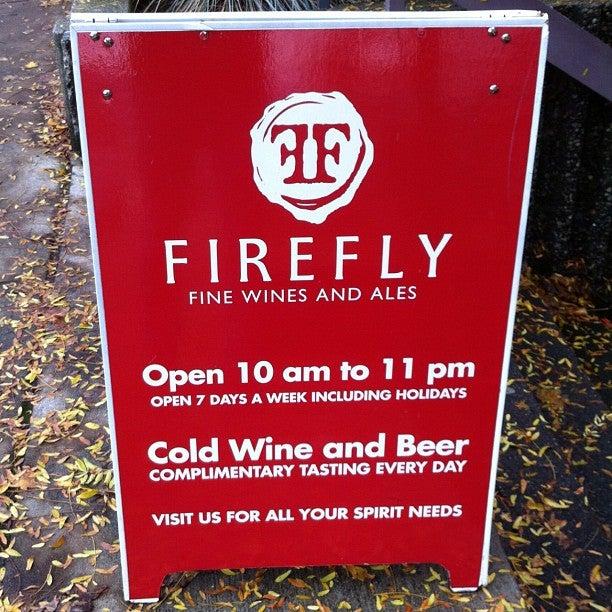 FF
FIREFLY
FINE WINES AND ALES
Open 10 am to 11 pm
OPEN 7 DAYS A WEEK INCLUDING HOLIDAYS
Cold Wine and Beer
COMPLIMENTARY TASTING EVERY DAY
VISIT US FOR ALL YOUR SPIRIT NEEDS